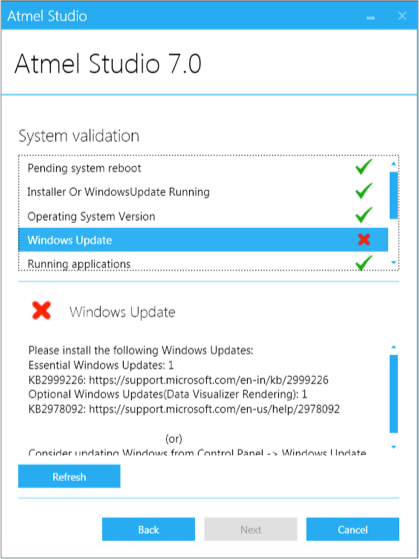 Atmel Studio
Atmel Studio 7.0
System validation
Pending system reboot
Installer Or WindowsUpdate Running
Operating System Version
Windows Update
Running applications
Windows Update
Please install the following Windows Updates:
Essential Windows Updates: 1
KB2999226: https://support.microsoft.com/en-in/kb/2999226
Optional Windows Updates(Data Visualizer Rendering): 1
KB2978092: https://support.microsoft.com/en-us/help/2978092
(or)
Consider updating Windows from Control Panel -> Windows Update
Refresh
Back
Next
Cancel